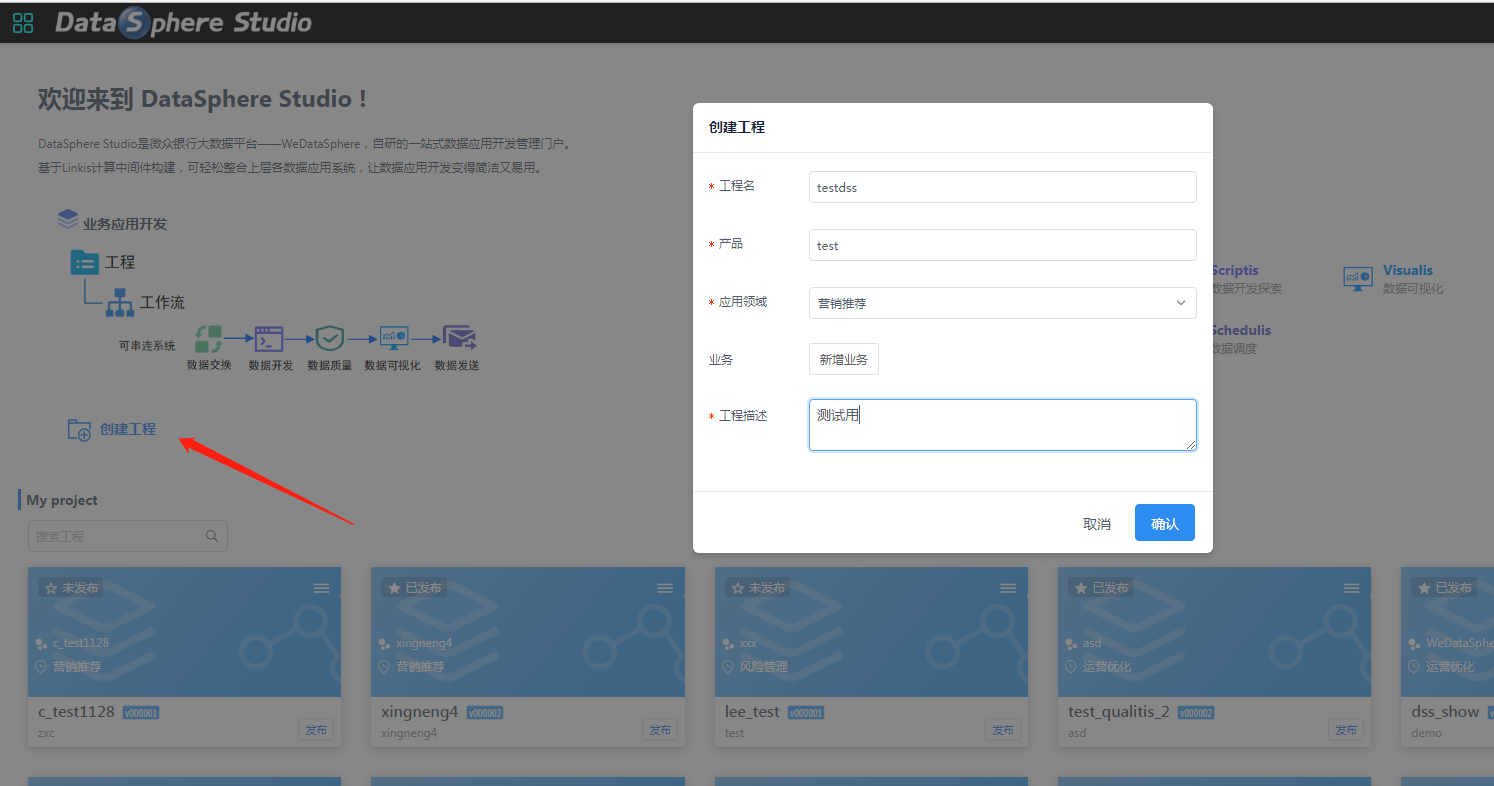 DataSphere Studio
欢迎来到 DataSphere Studio !
DataSphere Studio是微众银行大数据平台——WeDataSphere，自研的一站式数据应用开发管理门户。
基于Linkis计算中间件构建，可轻松整合上层各数据应用系统，让数据应用开发变得简洁又易用。
业务应用开发
工程
工作流
可串连系统
数据交换
数据开发
数据质量
数据可视化
数据发送
创建工程
创建工程
* 工程名
testdss
* 产品
test
* 应用领域
营销推荐
业务
新增业务
* 工程描述
测试用
取消
确认
Scriptis
数据开发探索
Visualis
数据可视化
Schedulis
数据调度
My project
搜索工程
未发布
c_test1128
营销推荐
c_test1128 v000001
zxc
发布
已发布
xingneng4
营销推荐
xingneng4 v000002
xingneng4
发布
未发布
xxx
风险管理
lee_test v000001
test
发布
已发布
asd
运营优化
test_qualitis_2 v000002
asd
发布
已发布
WeDataSphe
运营优化
dss_show
demo